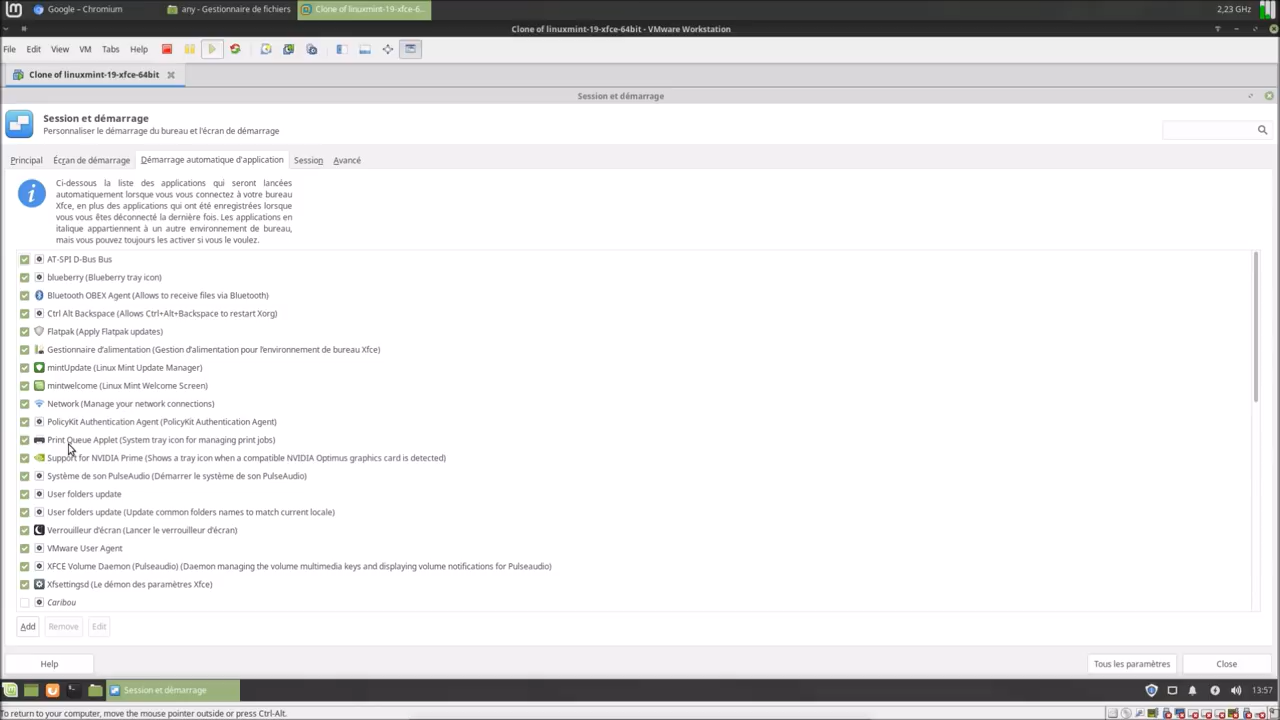 Google – Chromium
any - Gestionnaire de fichiers
Clone of linuxmint-19-xfce-6...
2,23 GHz
Clone of linuxmint-19-xfce-64bit - VMware Workstation
File Edit View VM Tabs Help
Clone of linuxmint-19-xfce-64bit
Session et démarrage
Session et démarrage
Personnaliser le démarrage du bureau et l'écran de démarrage
Principal Écran de démarrage Démarrage automatique d'application Session Avancé
Ci-dessous la liste des applications qui seront lancées
automatiquement lorsque vous vous connectez à votre bureau
Xfce, en plus des applications qui ont été enregistrées lorsque
vous vous êtes déconnecté la dernière fois. Les applications en
italique appartiennent à un autre environnement de bureau,
mais vous pouvez toujours les activer si vous le voulez.
AT-SPI D-Bus Bus
blueberry (Blueberry tray icon)
Bluetooth OBEX Agent (Allows to receive files via Bluetooth)
Ctrl Alt Backspace (Allows Ctrl+Alt+Backspace to restart Xorg)
Flatpak (Apply Flatpak updates)
Gestionnaire d'alimentation (Gestion d'alimentation pour l'environnement de bureau Xfce)
mintUpdate (Linux Mint Update Manager)
mintwelcome (Linux Mint Welcome Screen)
Network (Manage your network connections)
PolicyKit Authentication Agent (PolicyKit Authentication Agent)
Print Queue Applet (System tray icon for managing print jobs)
Support for NVIDIA Prime (Shows a tray icon when a compatible NVIDIA Optimus graphics card is detected)
Système de son PulseAudio (Démarrer le système de son PulseAudio)
User folders update
User folders update (Update common folders names to match current locale)
Verrouilleur d'écran (Lancer le verrouilleur d'écran)
VMware User Agent
XFCE Volume Daemon (Pulseaudio) (Daemon managing the volume multimedia keys and displaying volume notifications for Pulseaudio)
Xfsettingsd (Le démon des paramètres Xfce)
Caribou
Add Remove Edit
Help Tous les paramètres Close
Session et démarrage
13:57
To return to your computer, move the mouse pointer outside or press Ctrl-Alt.